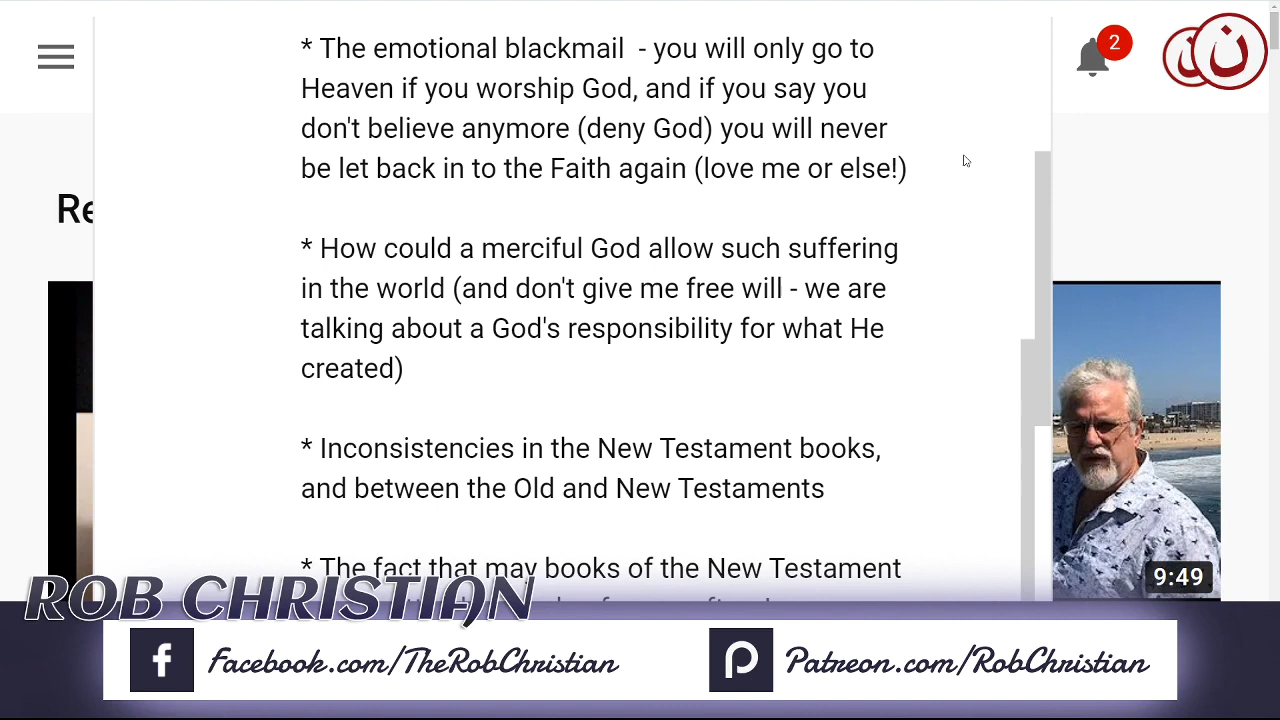 2
ن
ن
* The emotional blackmail - you will only go to
Heaven if you worship God, and if you say you
don't believe anymore (deny God) you will never
be let back in to the Faith again (love me or else!)
Re
* How could a merciful God allow such suffering
in the world (and don't give me free will - we are
talking about a God's responsibility for what He
created)
* Inconsistencies in the New Testament books,
and between the Old and New Testaments
* The fact that may books of the New Testament
9:49
ROB CHRISTIAN
Facebook.com/TheRobChristian
Patreon.com/RobChristian